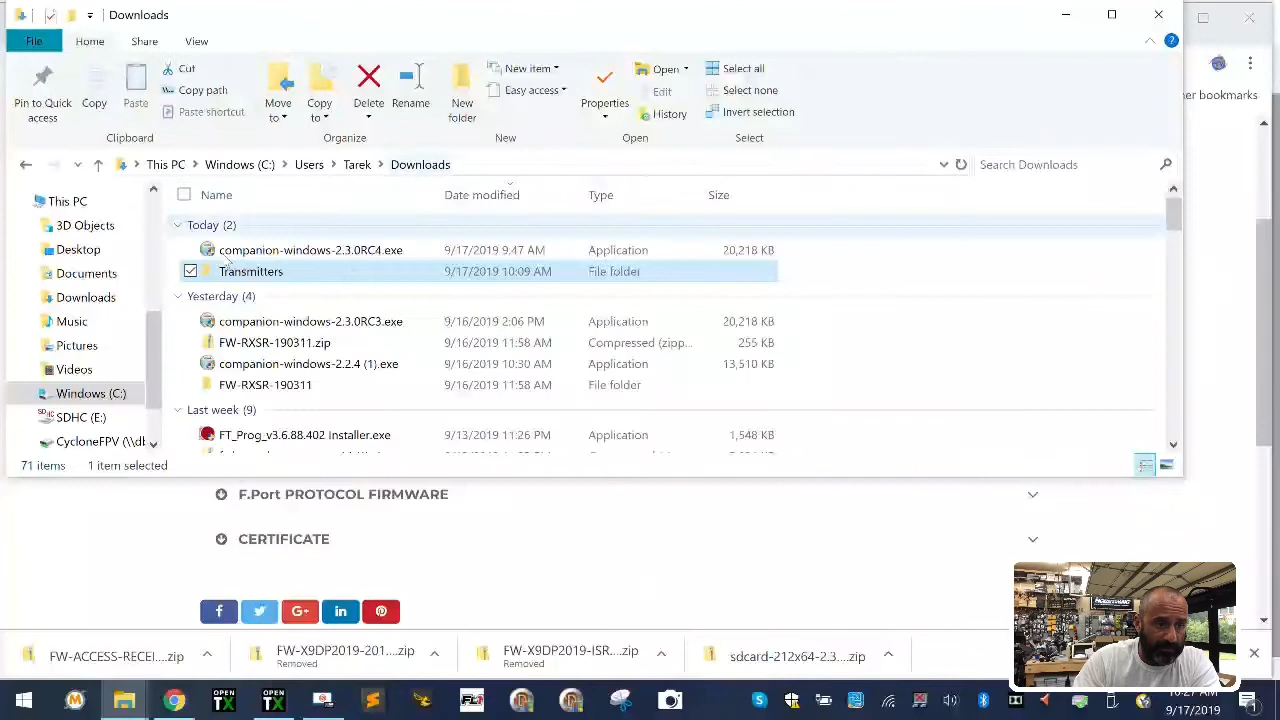 Downloads
File
Home
Share
View
Pin to Quick access
Copy
Paste
Cut
Copy path
Paste shortcut
Clipboard
Move to
Copy to
Delete
Rename
Organize
New folder
New item
Easy access
New
Properties
Open
Edit
History
Open
Select all
Select none
Invert selection
Select
er bookmarks
This PC > Windows (C:) > Users > Tarek > Downloads
Search Downloads
This PC
3D Objects
Desktop
Documents
Downloads
Music
Pictures
Videos
Windows (C:)
SDHC (E:)
CycloneFPV (\\dl
Name Date modified Type Size
Today (2)
companion-windows-2.3.0RC4.exe 9/17/2019 9:47 AM Application 20,218 KB
Transmitters 9/17/2019 10:09 AM File folder
Yesterday (4)
companion-windows-2.3.0RC3.exe 9/16/2019 2:06 PM Application 20,218 KB
FW-RXSR-190311.zip 9/16/2019 11:58 AM Compressed (zipp... 255 KB
companion-windows-2.2.4 (1).exe 9/16/2019 10:30 AM Application 13,510 KB
FW-RXSR-190311 9/16/2019 11:58 AM File folder
Last week (9)
FT_Prog_v3.6.88.402 Installer.exe 9/13/2019 11:26 PM Application 1,548 KB
71 items 1 item selected
F.Port PROTOCOL FIRMWARE
CERTIFICATE
FW-ACCESS-RECEI....zip
FW-X9DP2019-201....zip
Removed
FW-X9DP2019-ISR....zip
Removed
sdcard-212x64-2.3....zip
OPEN TX
OPEN TX
10:27 AM
9/17/2019